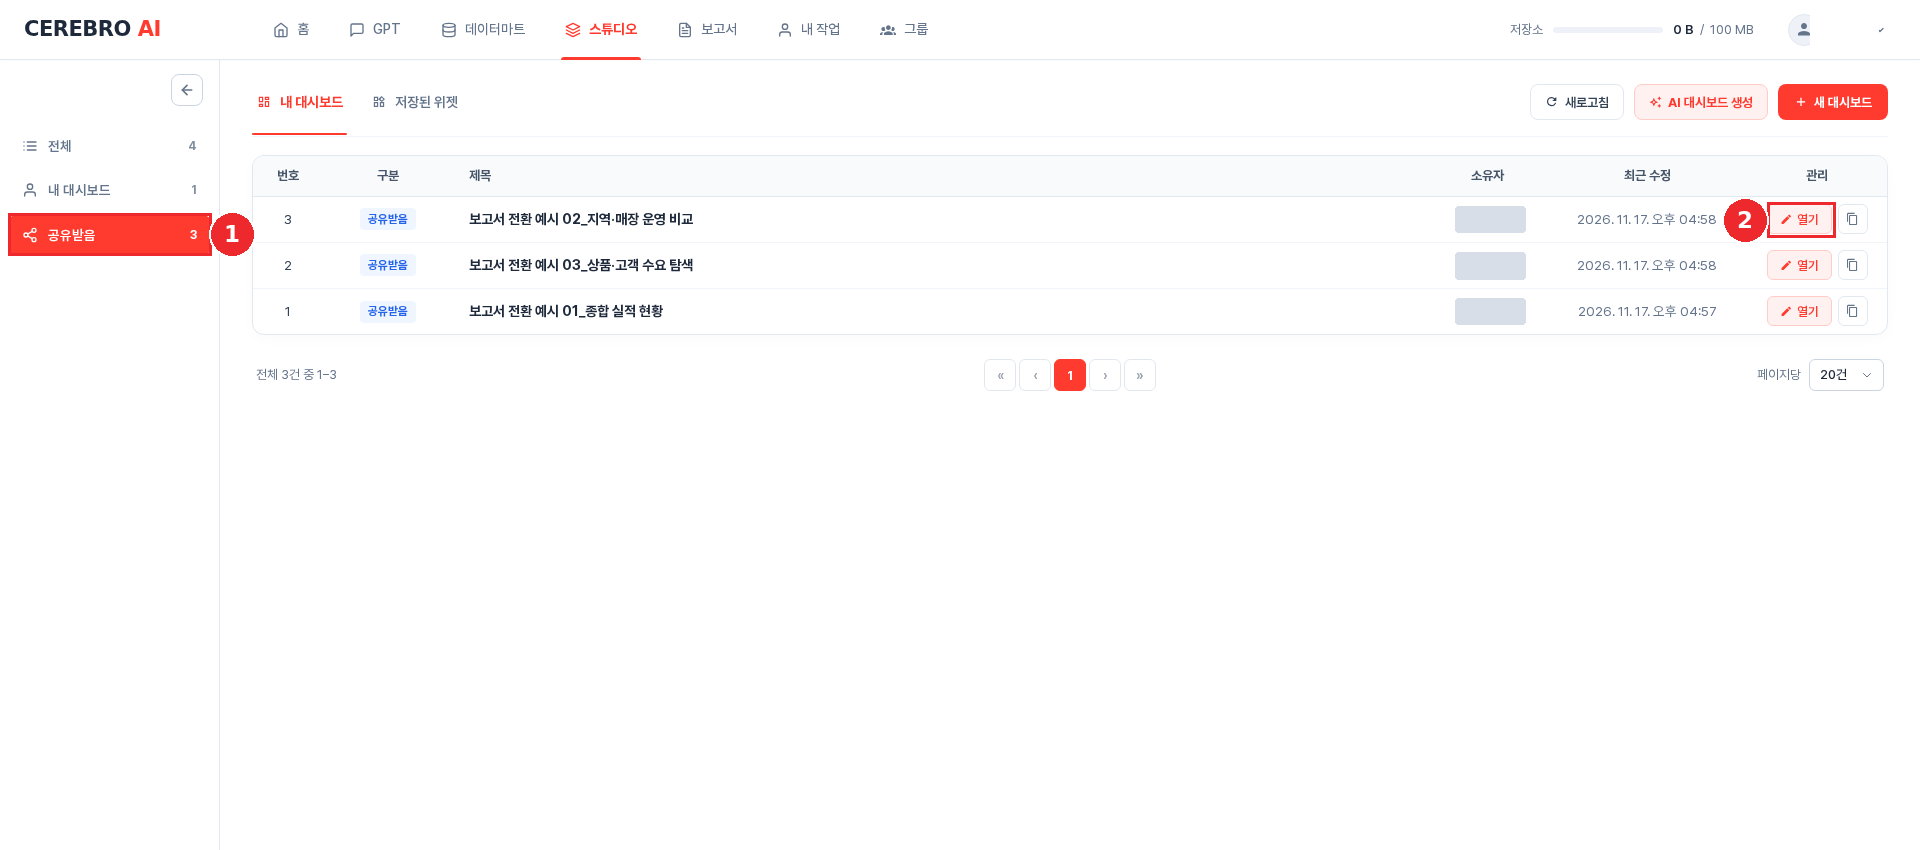 CEREBRO AI
홈 GPT 데이터마트 스튜디오 보고서 내 작업 그룹
저장소 0 B / 100 MB
전체 4
내 대시보드 1
공유받음 3
1
내 대시보드 저장된 위젯
새로고침 AI 대시보드 생성 + 새 대시보드
번호 구분 제목 소유자 최근 수정 관리
3 공유받음 보고서 전환 예시 02_지역·매장 운영 비교 2026. 11. 17. 오후 04:58 2 열기
2 공유받음 보고서 전환 예시 03_상품·고객 수요 탐색 2026. 11. 17. 오후 04:58 열기
1 공유받음 보고서 전환 예시 01_종합 실적 현황 2026. 11. 17. 오후 04:57 열기
전체 3건 중 1–3
« ‹ 1 › »
페이지당 20건